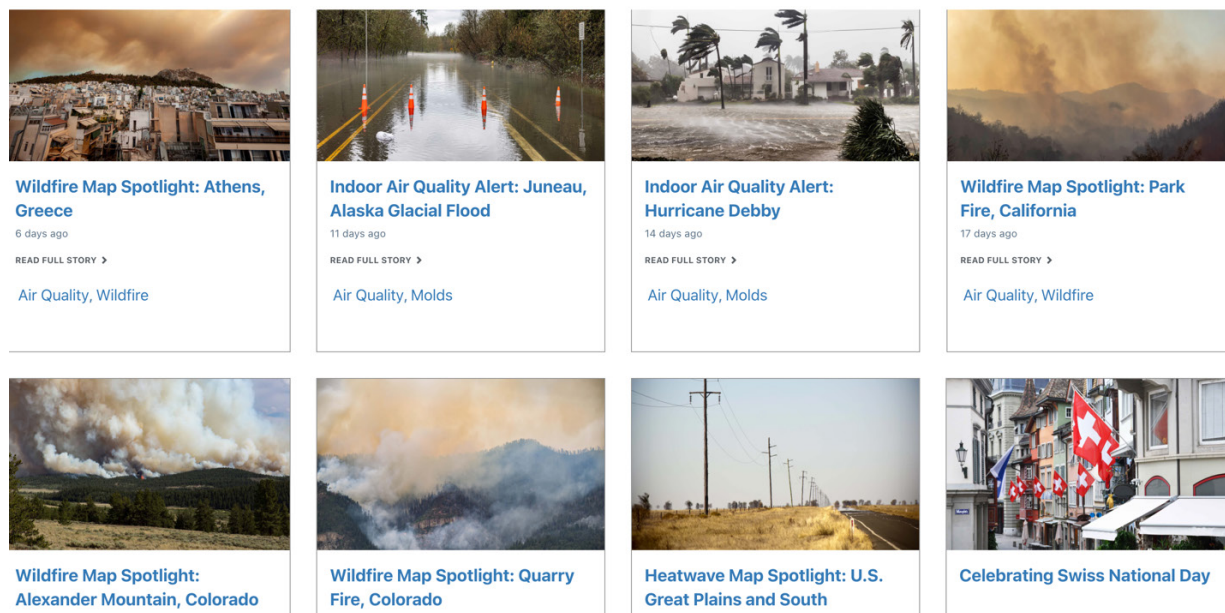 Wildfire Map Spotlight: Athens,
Greece
6 days ago
READ FULL STORY
Air Quality, Wildfire
Indoor Air Quality Alert: Juneau,
Alaska Glacial Flood
11 days ago
READ FULL STORY
Air Quality, Molds
Indoor Air Quality Alert:
Hurricane Debby
14 days ago
READ FULL STORY
Air Quality, Molds
Wildfire Map Spotlight: Park
Fire, California
17 days ago
READ FULL STORY
Air Quality, Wildfire
Wildfire Map Spotlight:
Alexander Mountain, Colorado
Wildfire Map Spotlight: Quarry
Fire, Colorado
Heatwave Map Spotlight: U.S.
Great Plains and South
Celebrating Swiss National Day